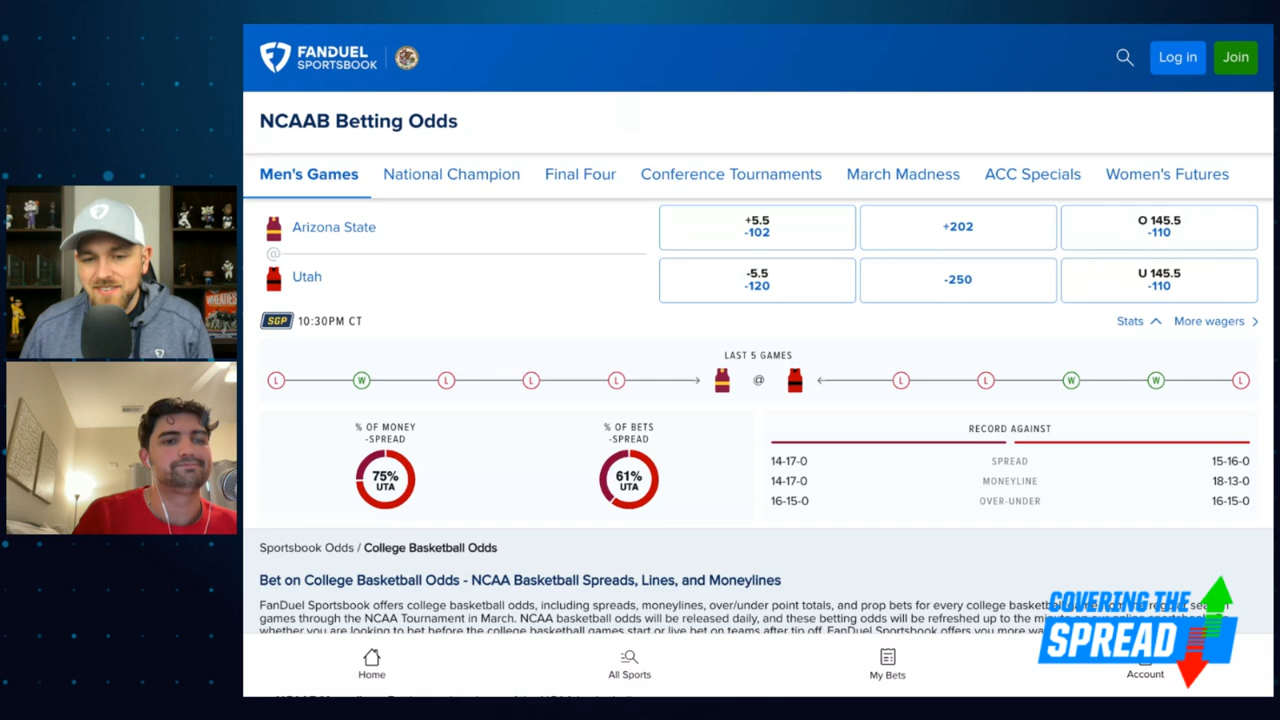 FANDUEL
SPORTSBOOK
Log in
Join
NCAAB Betting Odds
Men's Games
National Champion
Final Four
Conference Tournaments
March Madness
ACC Specials
Women's Futures
Arizona State
+5.5
-102
+202
O 145.5
-110
@
Utah
-5.5
-120
-250
U 145.5
-110
SGP 10:30PM CT
Stats
More wagers
LAST 5 GAMES
L W L L L @ L L W W L
% OF MONEY
-SPREAD
75%
UTA
% OF BETS
-SPREAD
61%
UTA
RECORD AGAINST
14-17-0 SPREAD 15-16-0
14-17-0 MONEYLINE 18-13-0
16-15-0 OVER-UNDER 16-15-0
Sportsbook Odds / College Basketball Odds
Bet on College Basketball Odds - NCAA Basketball Spreads, Lines, and Moneylines
FanDuel Sportsbook offers college basketball odds, including spreads, moneylines, over/under point totals, and prop bets for every college basketball
games through the NCAA Tournament in March. NCAA basketball odds will be released daily, and these betting odds will be refreshed up to the
whether you are looking to bet before the college basketball games start or live bet on teams after tip off. FanDuel Sportsbook offers you more
COVERING THE
SPREAD
Home
All Sports
My Bets
Account
WHEATIES